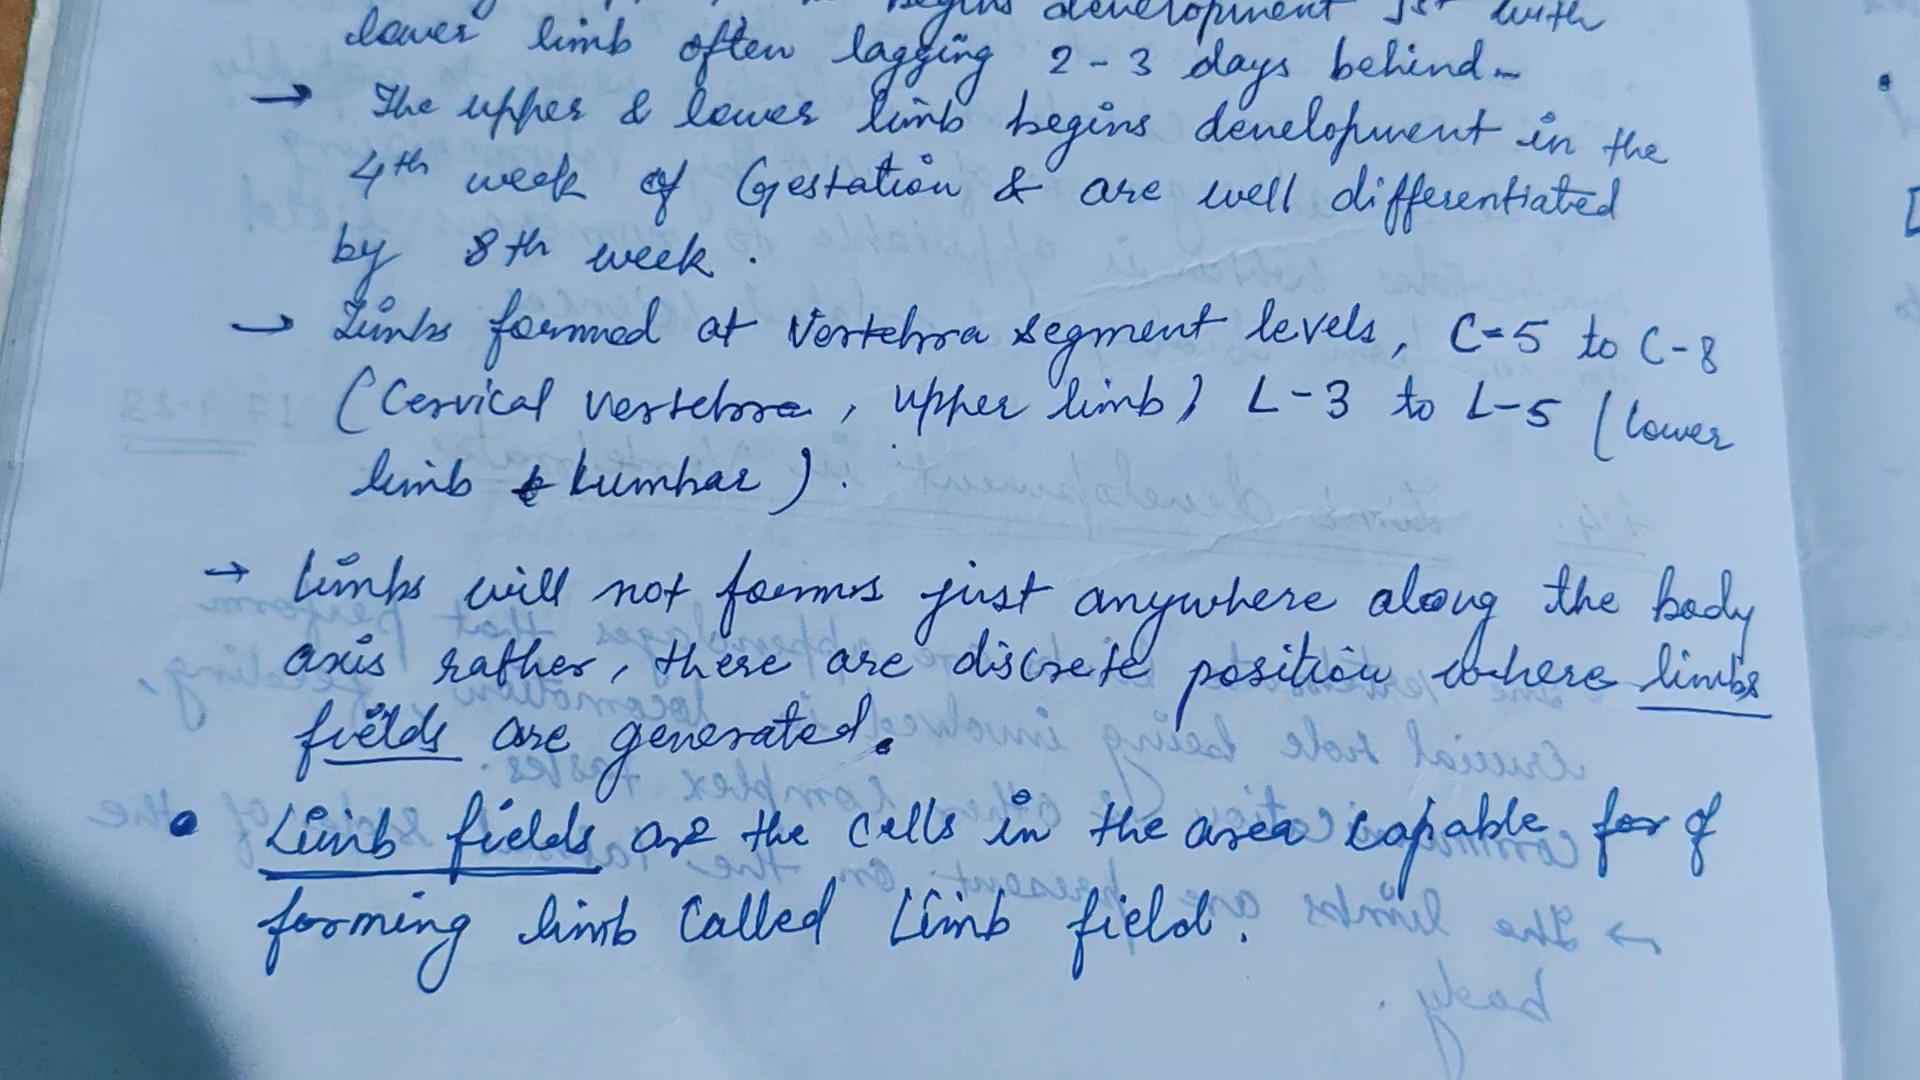 begins development 1st with
lower limb often lagging 2-3 days behind.
→ The upper & lower limb begins development in the
4th week of Gestation & are well differentiated
by 8th week.
→ Limbs formed at Vertebra segment levels, C-5 to C-8
(Cervical vertebra, upper limb) L-3 to L-5 (lower
limb Lumbar).
→ Limbs will not forms just anywhere along the body
axis rather, there are discrete position where limbs
fields are generated.
• Limb fields are the cells in the area capable for of
forming limb called Limb field.